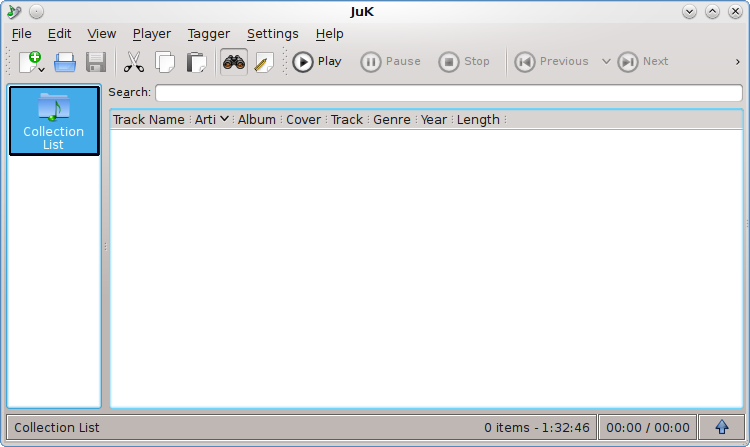 JuK
File Edit View Player Tagger Settings Help
Play Pause Stop Previous Next
Collection
List
Search:
Track Name Arti Album Cover Track Genre Year Length
Collection List 0 items - 1:32:46 00:00 / 00:00